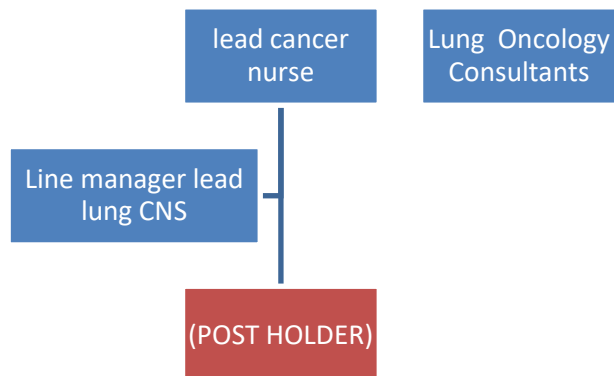 lead cancer
nurse
Lung  Oncology
Consultants
Line manager lead
lung CNS
(POST HOLDER)